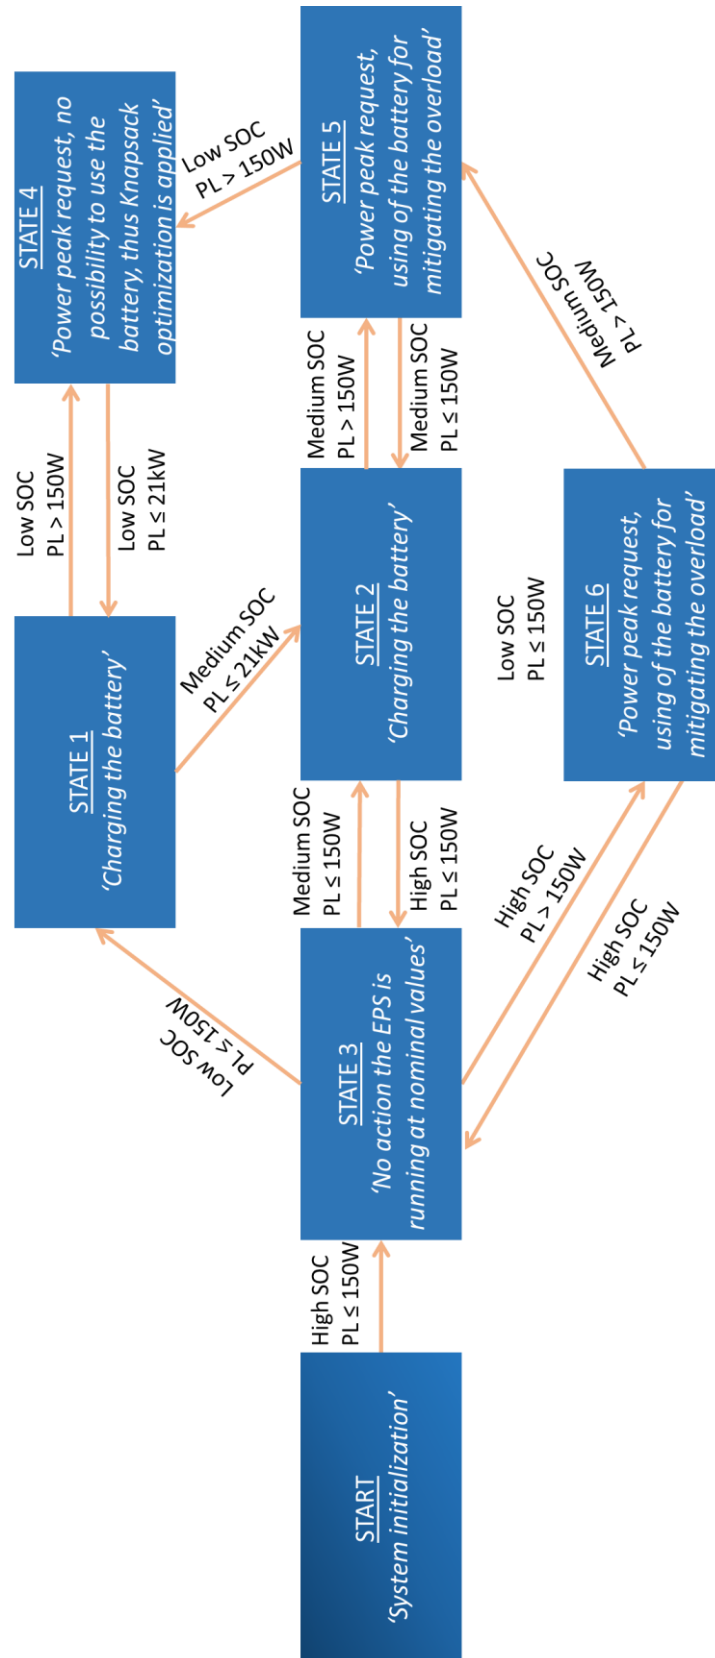 START
‘System initialization’
High SOC
PL ≤ 150W
STATE 3
‘No action the EPS is
running at nominal values’
Low SOC
PL ≤ 150W
Medium SOC
PL ≤ 150W
High SOC
PL ≤ 150W
High SOC
PL > 150W
High SOC
PL ≤ 150W
STATE 1
‘Charging the battery’
Medium SOC
PL ≤ 21kW
STATE 2
‘Charging the battery’
Low SOC
PL ≤ 150W
STATE 6
‘Power peak request,
using of the battery for
mitigating the overload’
Low SOC
PL > 150W
Low SOC
PL ≤ 21kW
Medium SOC
PL > 150W
Medium SOC
PL ≤ 150W
Medium SOC
PL > 150W
STATE 4
‘Power peak request, no
possibility to use the
battery, thus Knapsack
optimization is applied’
Low SOC
PL > 150W
STATE 5
‘Power peak request,
using of the battery for
mitigating the overload’